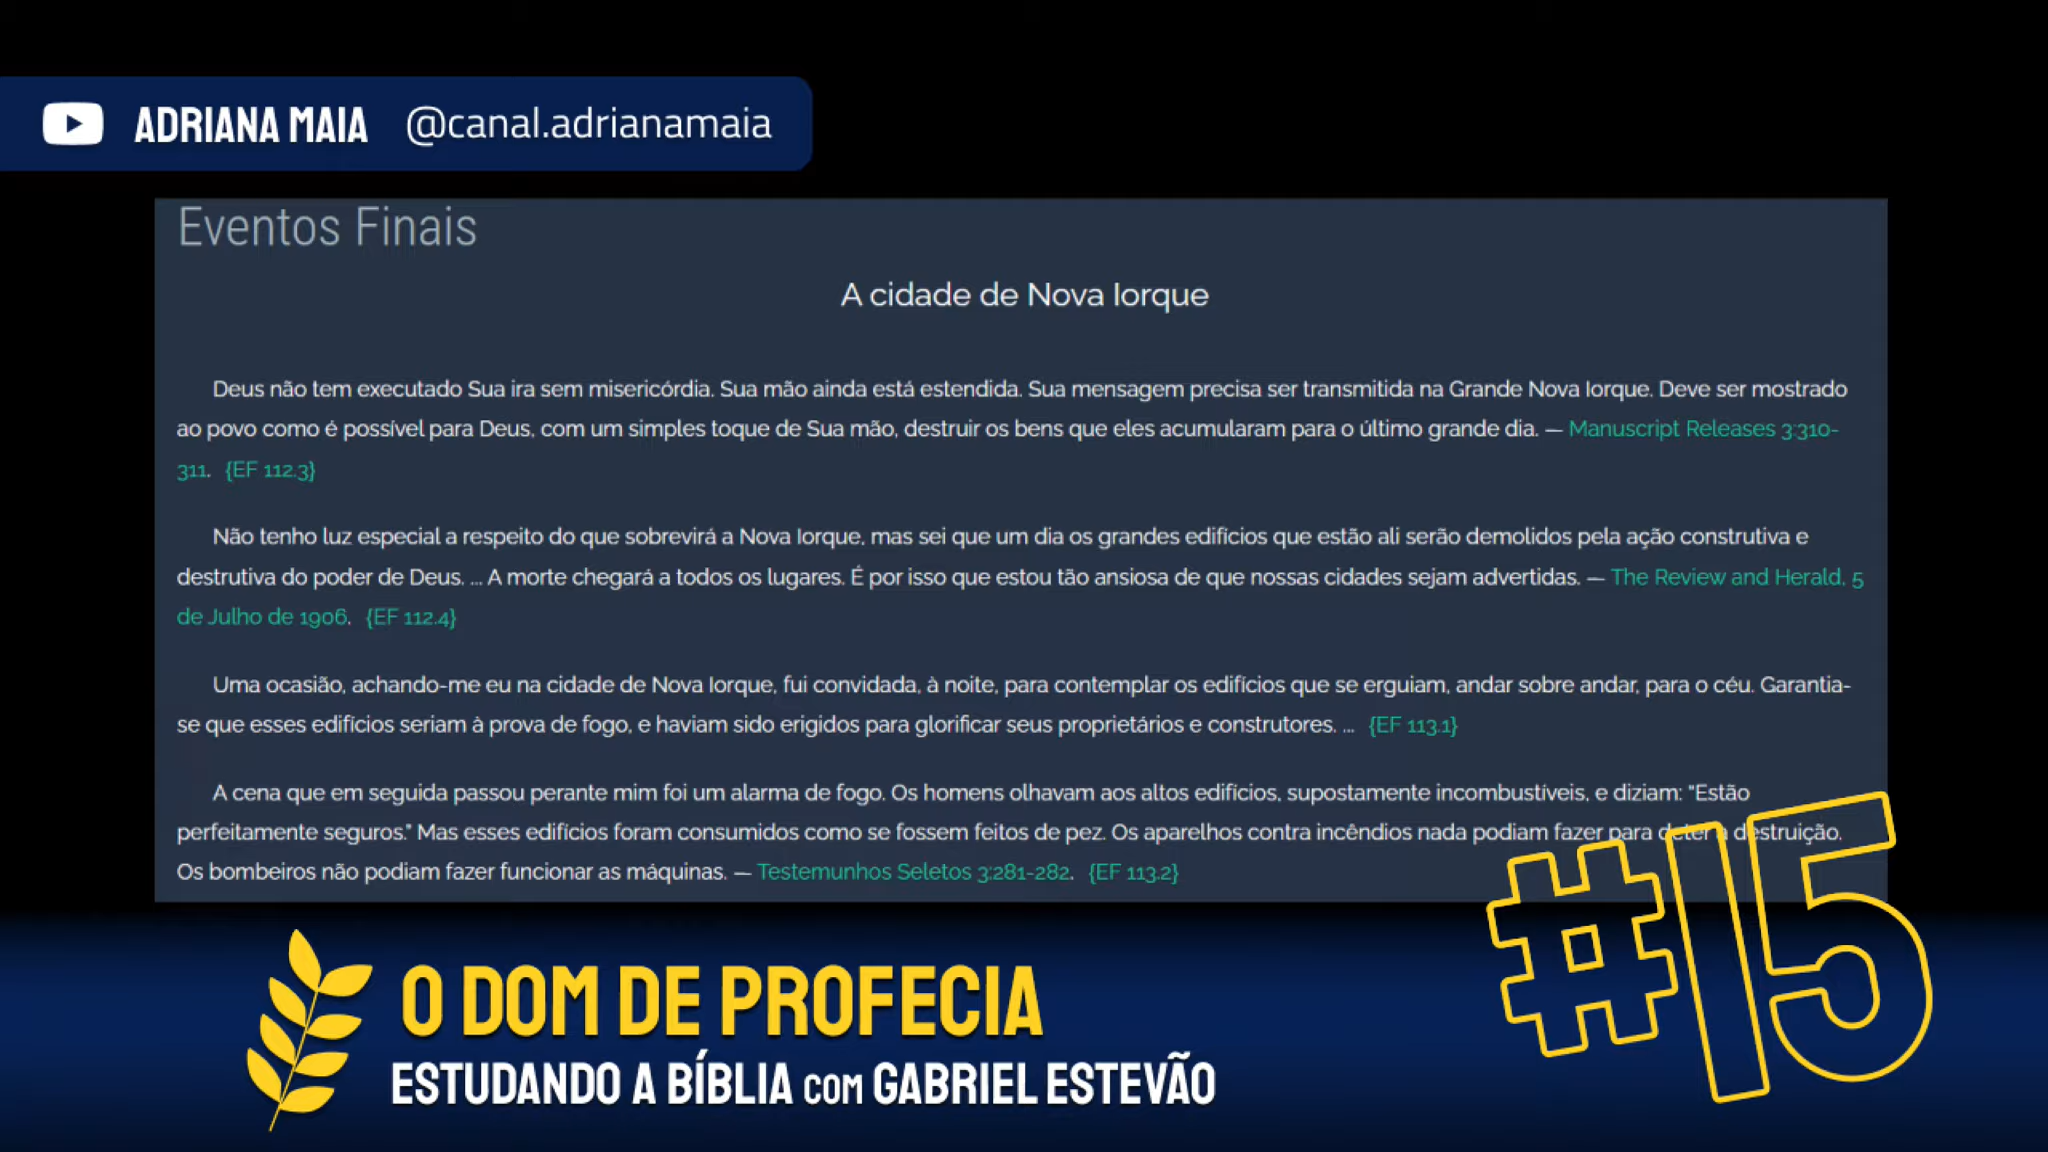 ADRIANA MAIA @canal.adrianamaia
Eventos Finais
A cidade de Nova Iorque
Deus não tem executado Sua ira sem misericórdia. Sua mão ainda está estendida. Sua mensagem precisa ser transmitida na Grande Nova Iorque. Deve ser mostrado
ao povo como é possível para Deus, com um simples toque de Sua mão, destruir os bens que eles acumularam para o último grande dia. — Manuscript Releases 3:310-
311. {EF 112.3}
Não tenho luz especial a respeito do que sobrevirá a Nova Iorque, mas sei que um dia os grandes edifícios que estão ali serão demolidos pela ação construtiva e
destrutiva do poder de Deus. ... A morte chegará a todos os lugares. É por isso que estou tão ansiosa de que nossas cidades sejam advertidas. — The Review and Herald, 5
de Julho de 1906. {EF 112.4}
Uma ocasião, achando-me eu na cidade de Nova Iorque, fui convidada, à noite, para contemplar os edifícios que se erguiam, andar sobre andar, para o céu. Garantia-
se que esses edifícios seriam à prova de fogo, e haviam sido erigidos para glorificar seus proprietários e construtores. ... {EF 113.1}
A cena que em seguida passou perante mim foi um alarma de fogo. Os homens olhavam aos altos edifícios, supostamente incombustíveis, e diziam: "Estão
perfeitamente seguros." Mas esses edifícios foram consumidos como se fossem feitos de pez. Os aparelhos contra incêndios nada podiam fazer para deter a destruição.
Os bombeiros não podiam fazer funcionar as máquinas. — Testemunhos Seletos 3:281-282. {EF 113.2}
#15
O DOM DE PROFECIA
ESTUDANDO A BÍBLIA COM GABRIEL ESTEVÃO